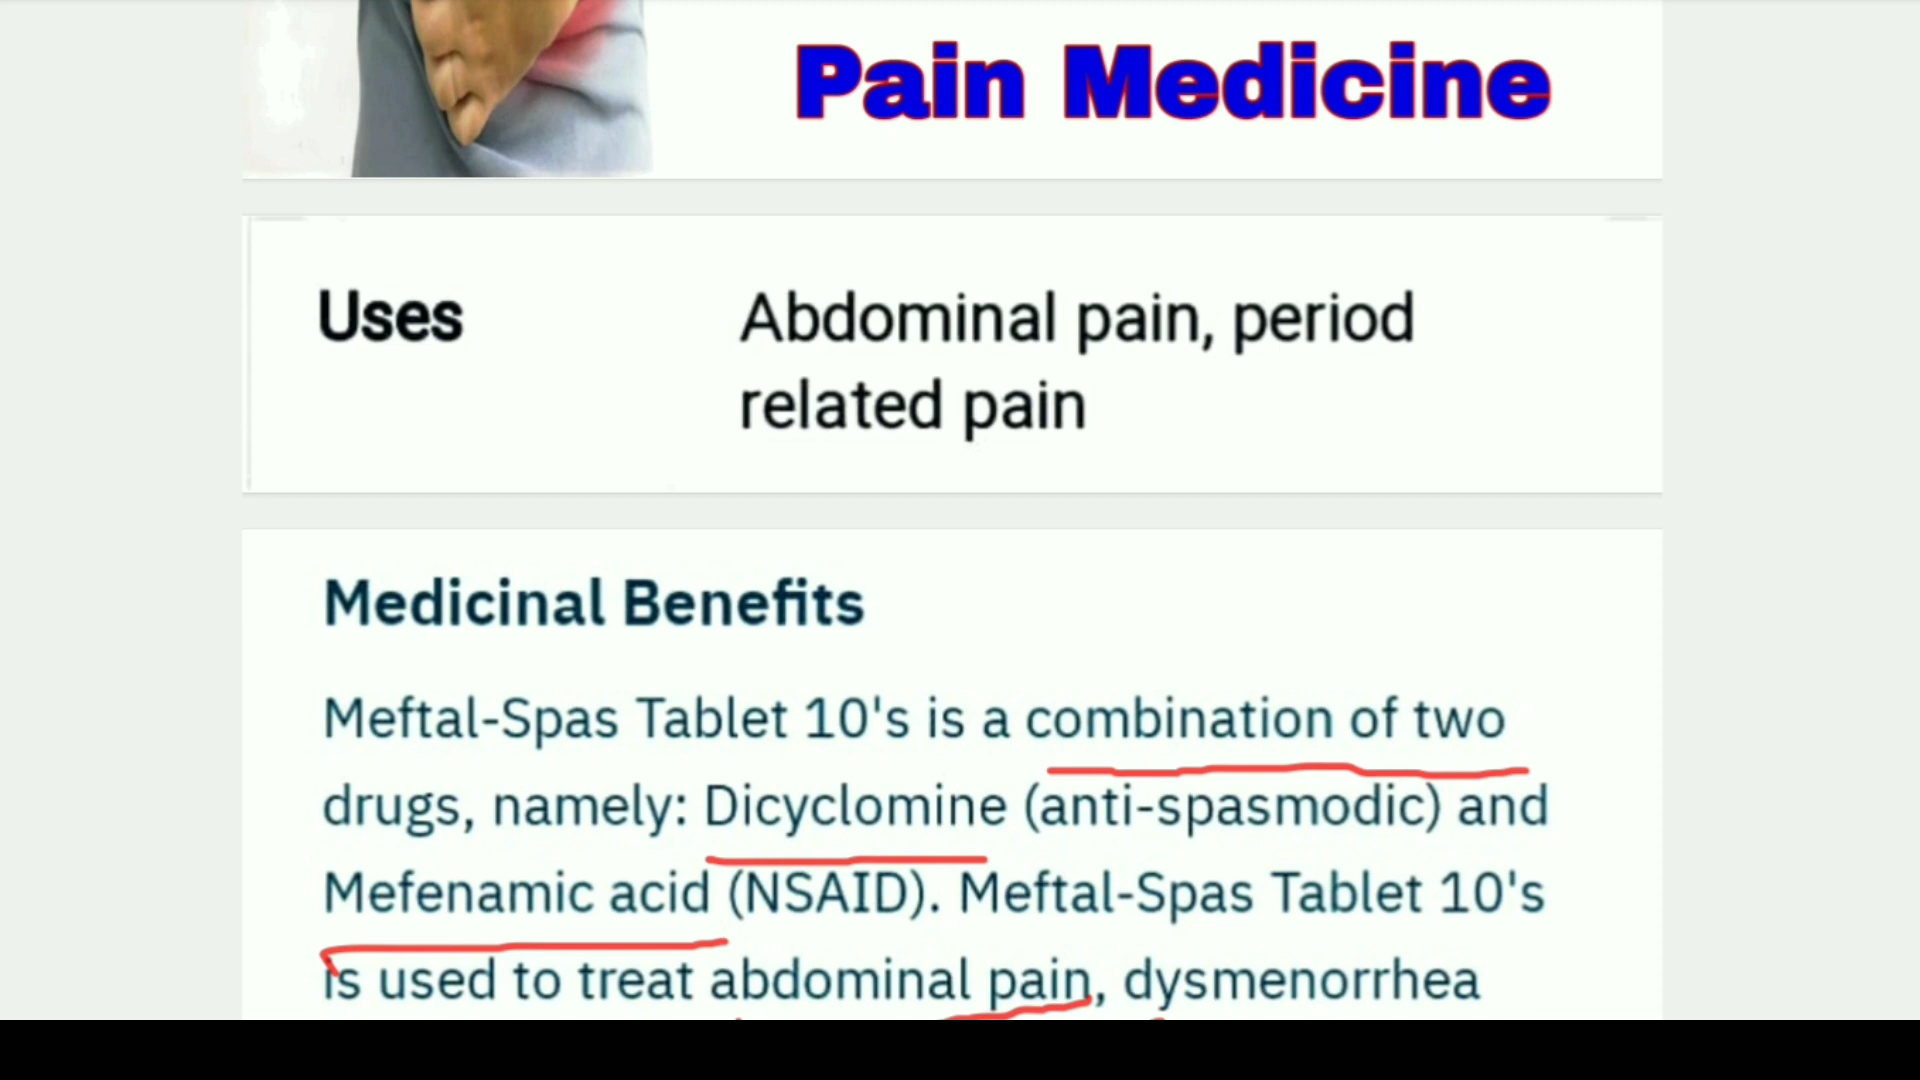 Pain Medicine
Uses
Abdominal pain, period
related pain
Medicinal Benefits
Meftal-Spas Tablet 10's is a combination of two
drugs, namely: Dicyclomine (anti-spasmodic) and
Mefenamic acid (NSAID). Meftal-Spas Tablet 10's
is used to treat abdominal pain, dysmenorrhea